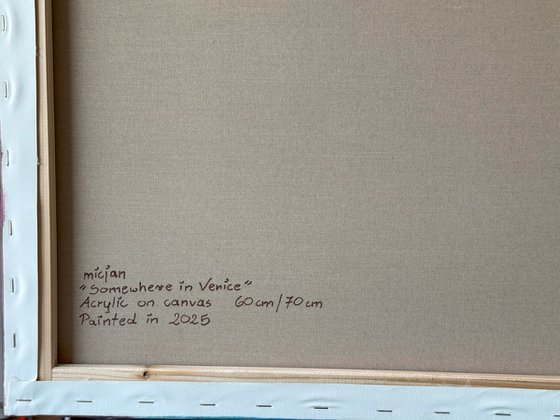 micjan
"Somewhere in Venice"
Acrylic on canvas 60cm/70cm
Painted in 2025